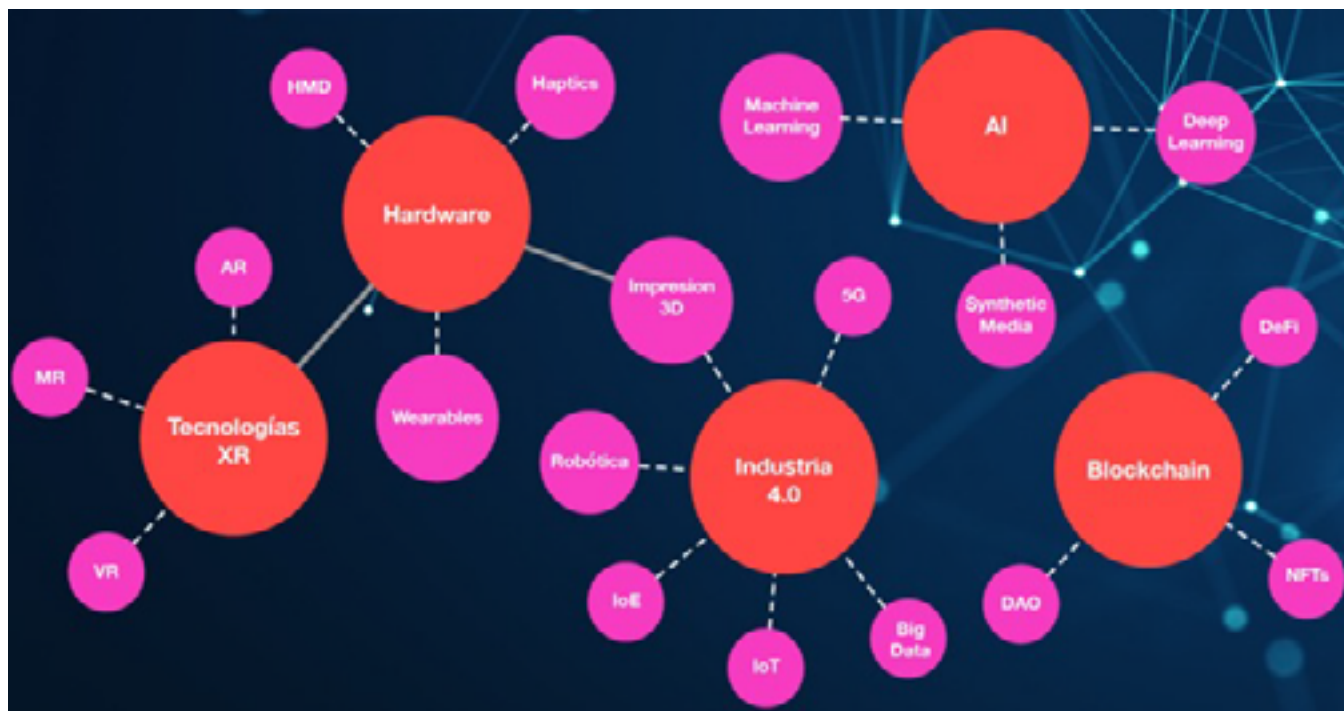 HMD
Haptics
Hardware
AR
MR
Tecnologías
XR
VR
Wearables
Impresion
3D
5G
Robótica
Industria
4.0
IoE
IoT
Big
Data
Machine
Learning
AI
Deep
Learning
Synthetic
Media
DeFi
Blockchain
DAO
NFTs